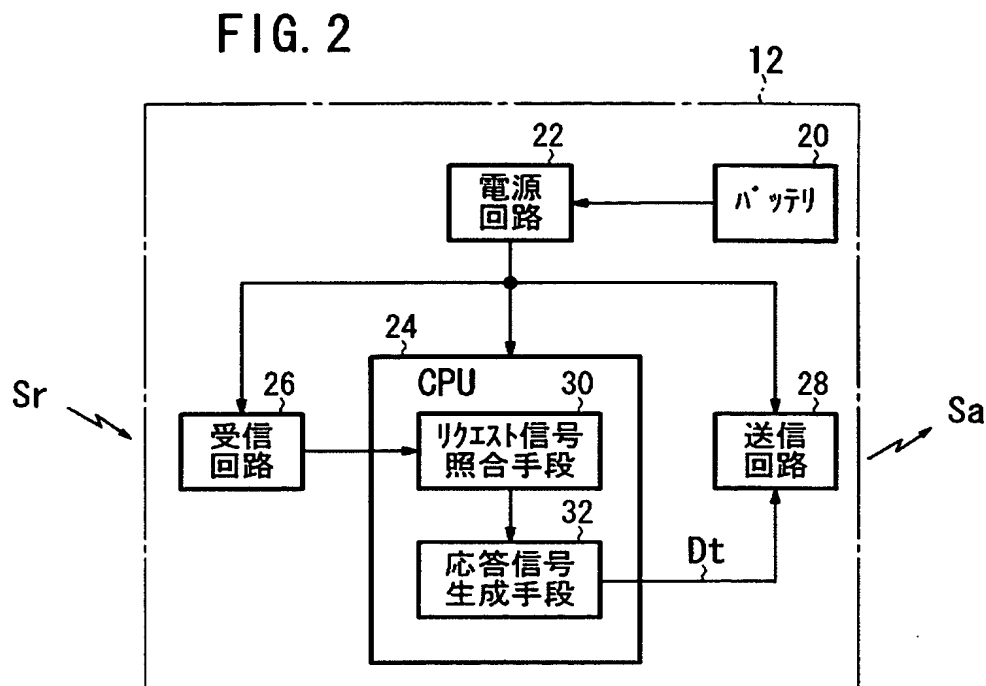 FIG. 2
12
22
20
電源
回路
バッテリ
24
CPU
Sr
26
30
28
Sa
受信
回路
リクエスト信号
照合手段
送信
回路
32
応答信号
生成手段
Dt